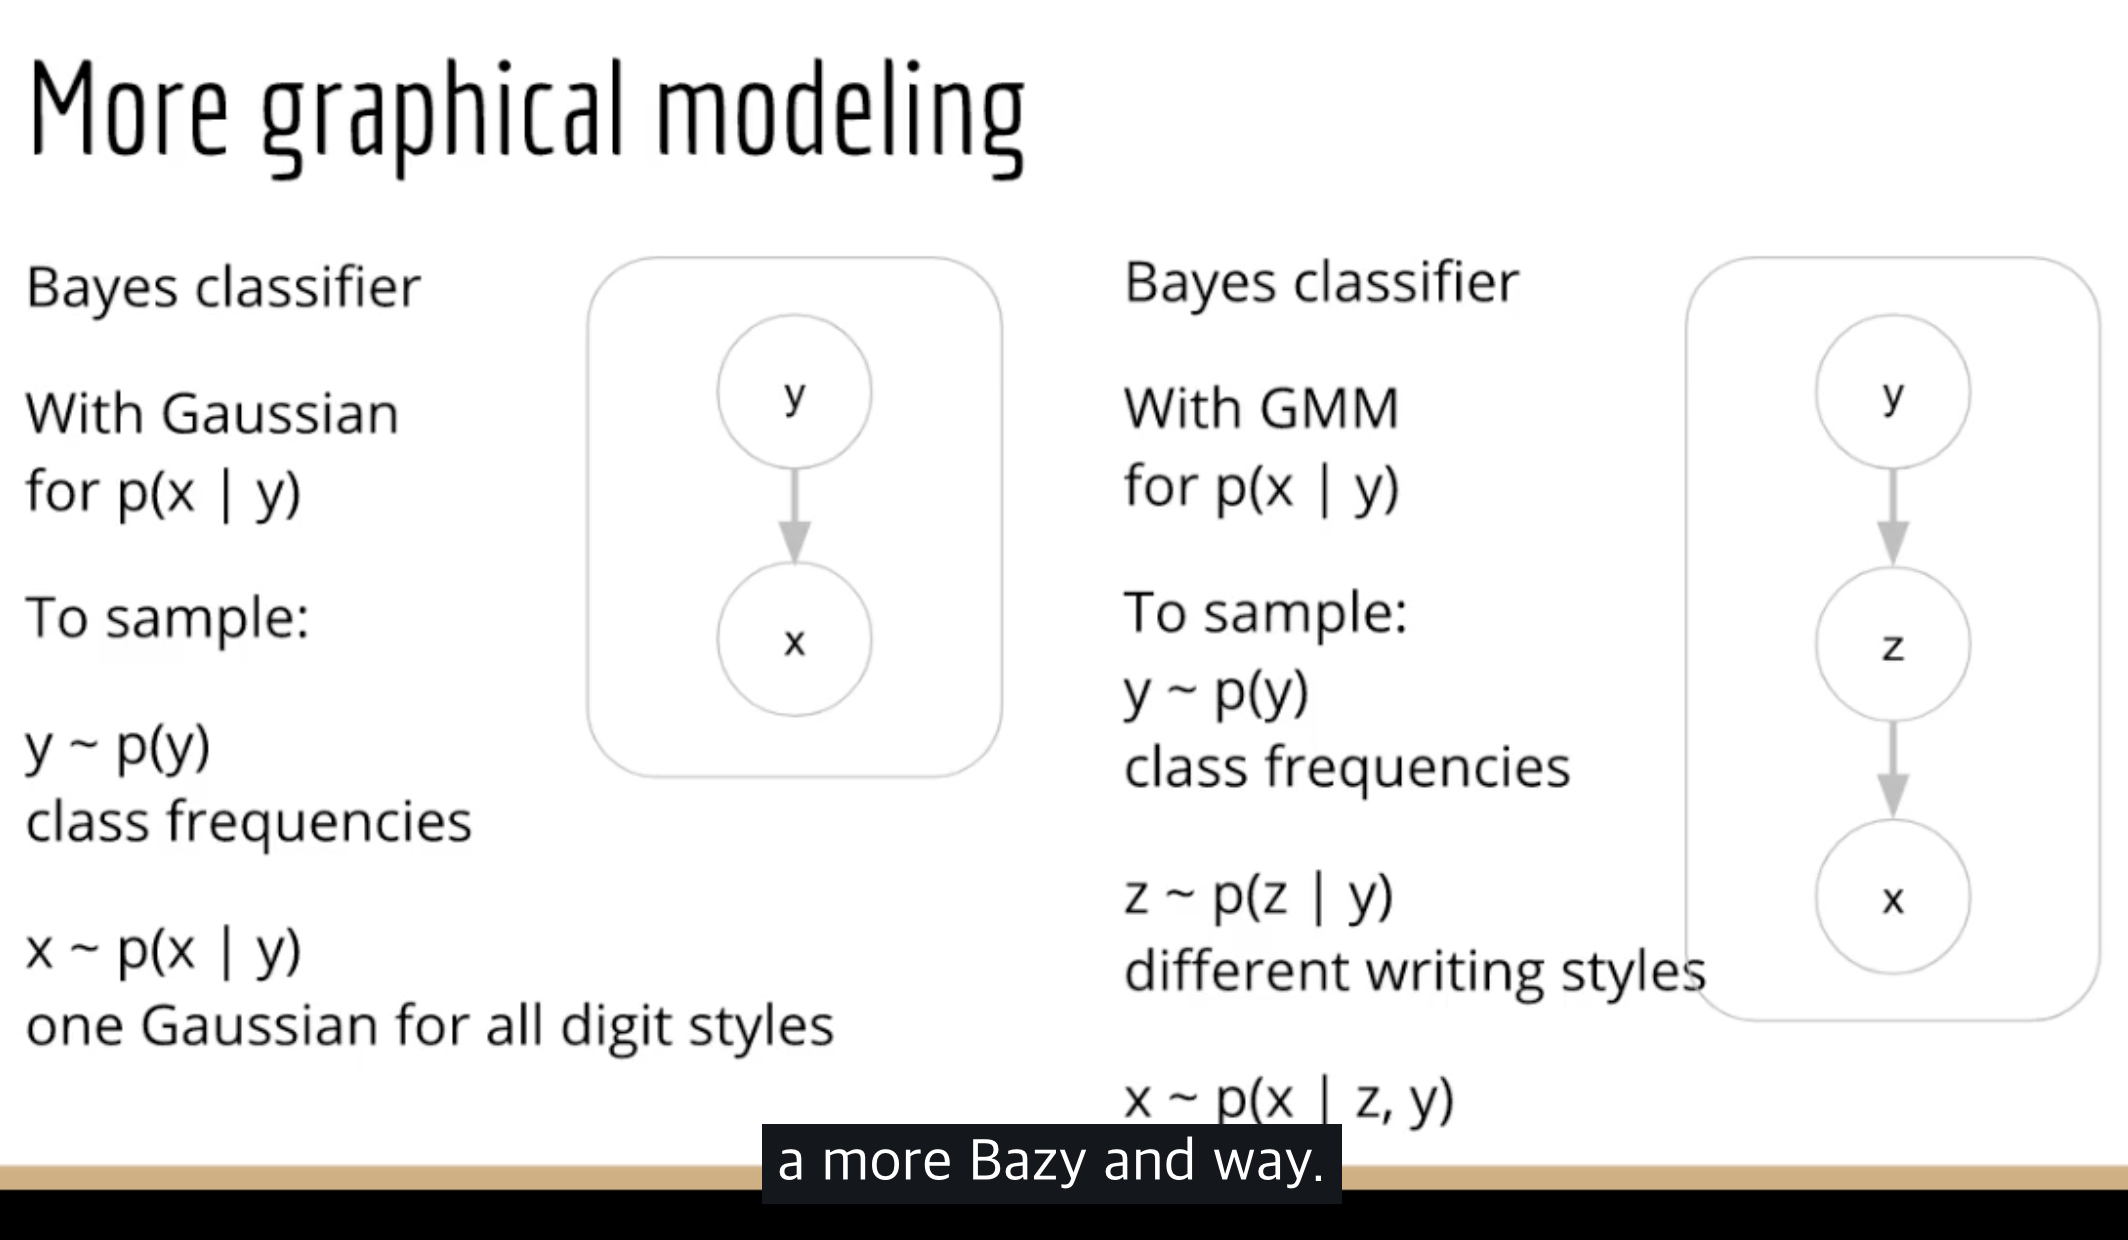 More graphical modeling
Bayes classifier
With Gaussian
for p(x | y)
To sample:
y ~ p(y)
class frequencies
x ~ p(x | y)
one Gaussian for all digit styles
y
x
Bayes classifier
With GMM
for p(x | y)
To sample:
y ~ p(y)
class frequencies
z ~ p(z | y)
different writing styles
x ~ p(x | z, y)
y
z
x
a more Bazy and way.